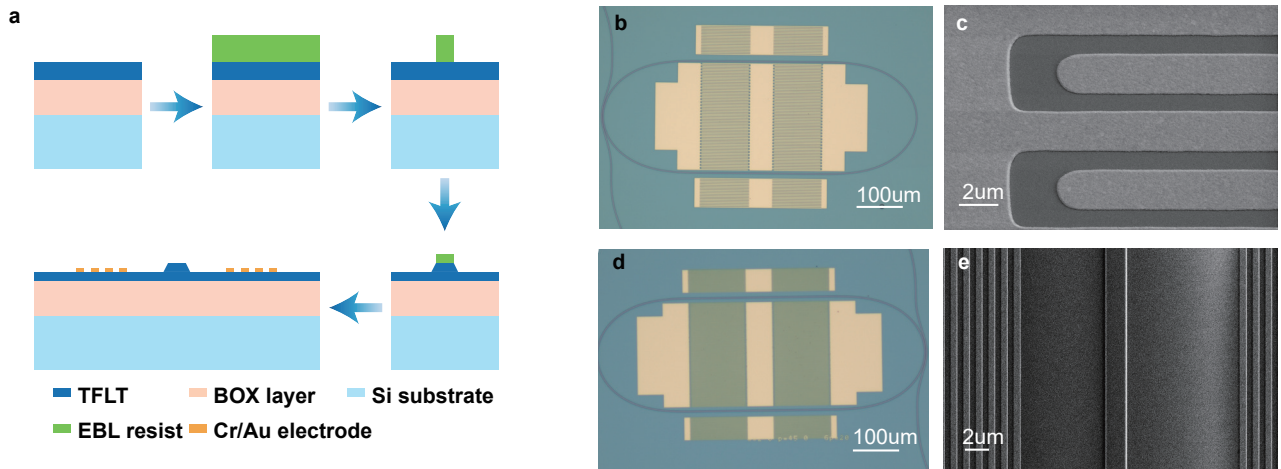 a
b
100um
c
2um
TFLT
BOX layer
Si substrate
EBL resist
Cr/Au electrode
d
100um
e
2um